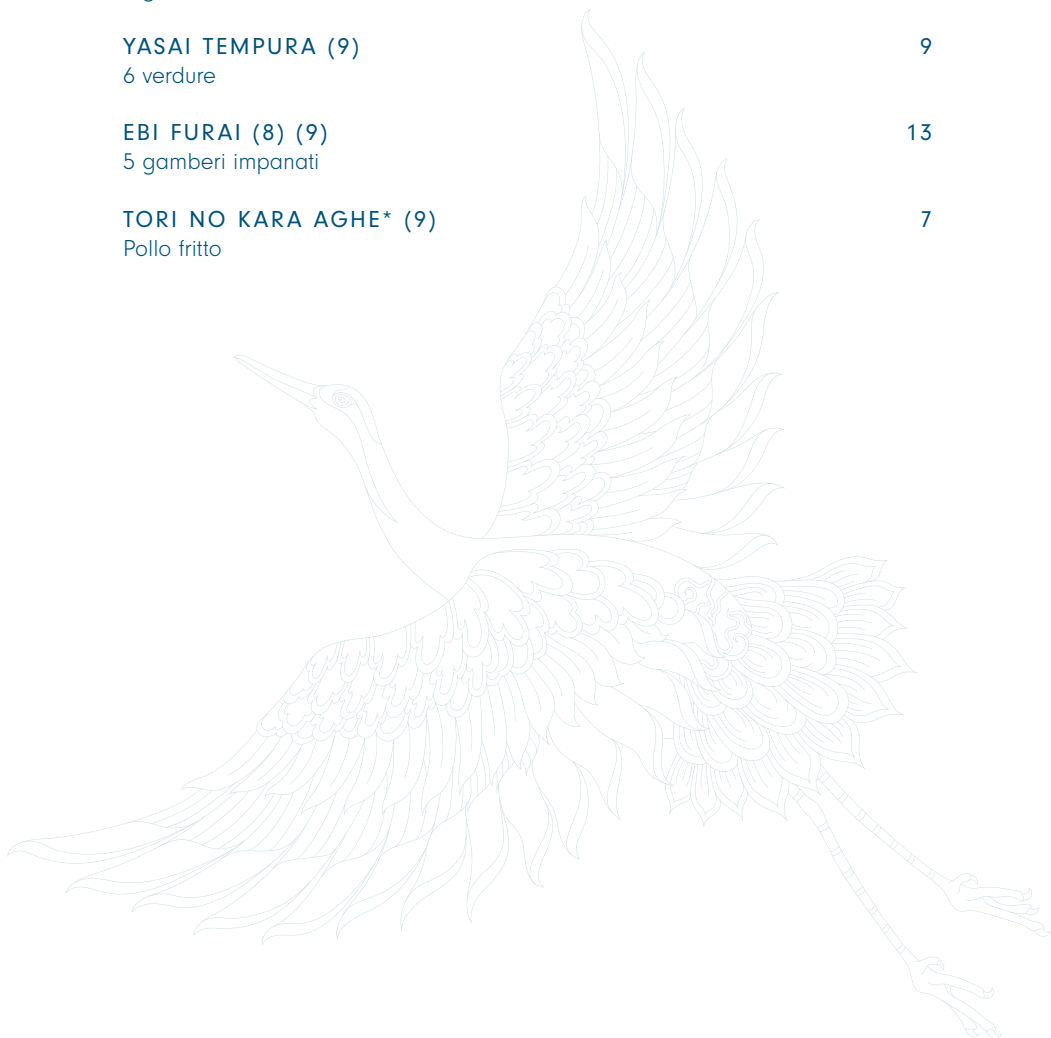 YASAI TEMPURA (9) 9
6 verdure
EBI FURAI (8) (9) 13
5 gamberi impanati
TORI NO KARA AGHE* (9) 7
Pollo fritto